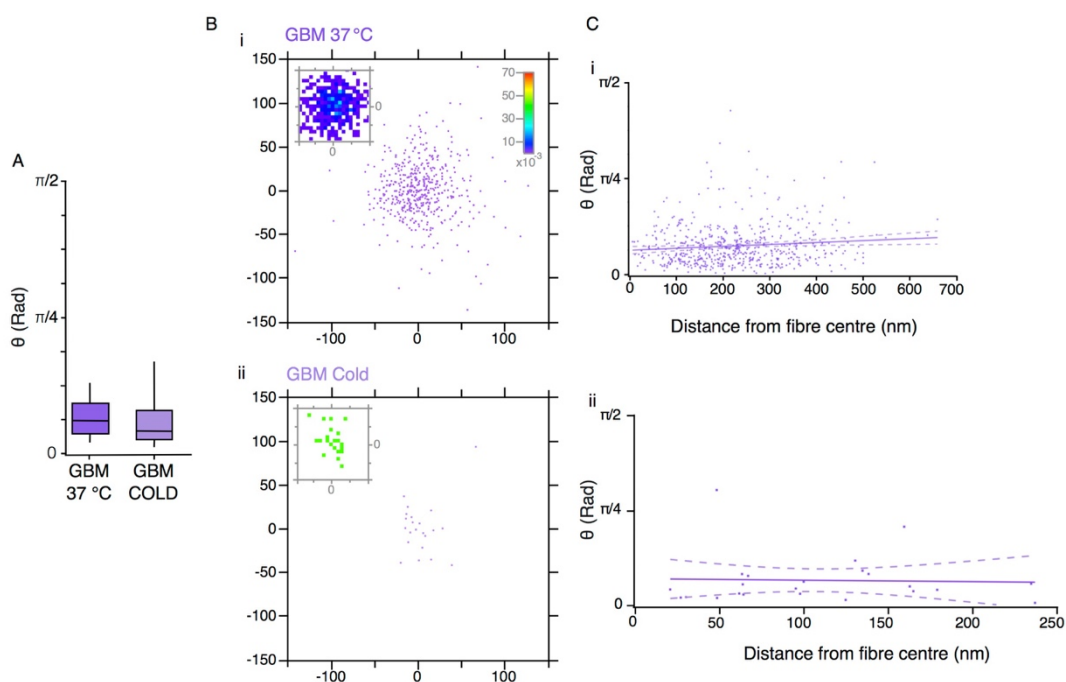 A
π/2
π/4
0
θ (Rad)
GBM
37 °C
GBM
COLD
B
i
GBM 37 °C
150
100
50
0
-50
-100
-150
-100
0
100
0
0
70
50
30
10
x10⁻³
ii
GBM Cold
150
100
50
0
-50
-100
-150
-100
0
100
0
0
C
i
π/2
π/4
0
θ (Rad)
0
100
200
300
400
500
600
700
Distance from fibre centre (nm)
ii
π/2
π/4
0
θ (Rad)
0
50
100
150
200
250
Distance from fibre centre (nm)